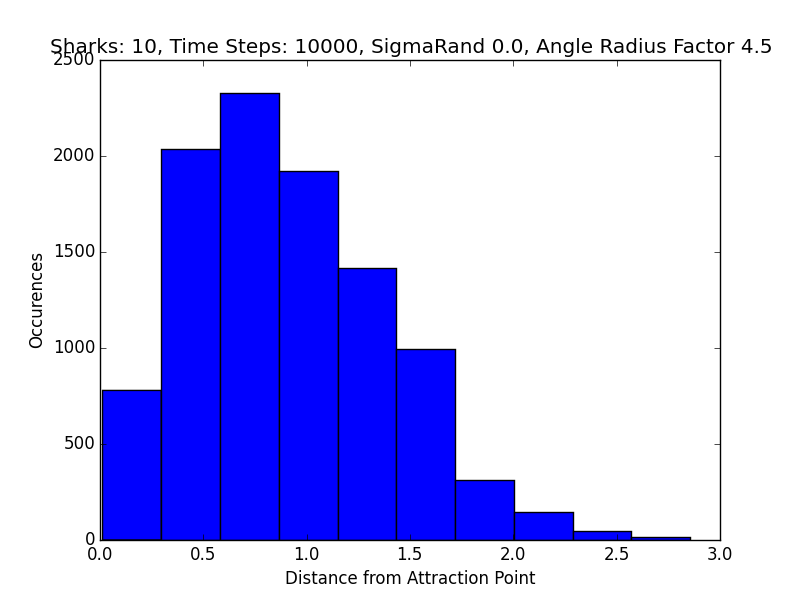 Sharks: 10, Time Steps: 10000, SigmaRand 0.0, Angle Radius Factor 4.5
2500
2000
1500
1000
500
0
Occurences
0.0 0.5 1.0 1.5 2.0 2.5 3.0
Distance from Attraction Point